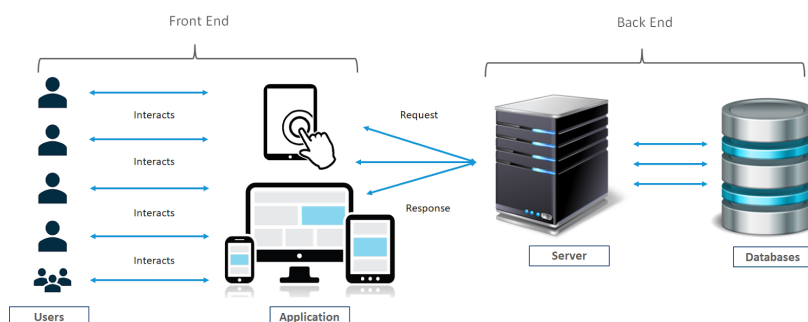 Front End
Back End
Interacts
Interacts
Interacts
Interacts
Request
Response
Server
Databases
Users
Application